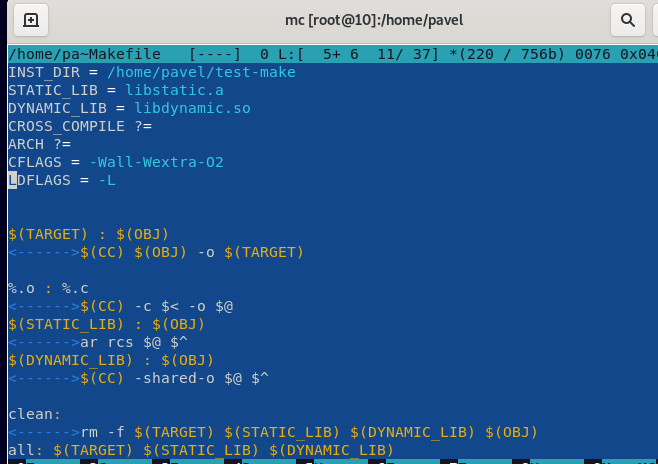 mc [root@10]:/home/pavel
/home/pa~Makefile [----] 0 L:[ 5+ 6 11/ 37] *(220 / 756b) 0076
INST_DIR = /home/pavel/test-make
STATIC_LIB = libstatic.a
DYNAMIC_LIB = libdynamic.so
CROSS_COMPILE ?=
ARCH ?=
CFLAGS = -Wall-Wextra-O2
LDFLAGS = -L
$(TARGET) : $(OBJ)
<------>$(CC) $(OBJ) -o $(TARGET)
%.o : %.c
<------>$(CC) -c $< -o $@
$(STATIC_LIB) : $(OBJ)
<------>ar rcs $@ $^
$(DYNAMIC_LIB) : $(OBJ)
<------>$(CC) -shared-o $@ $^
clean:
<------>rm -f $(TARGET) $(STATIC_LIB) $(DYNAMIC_LIB) $(OBJ)
all: $(TARGET) $(STATIC_LIB) $(DYNAMIC_LIB)